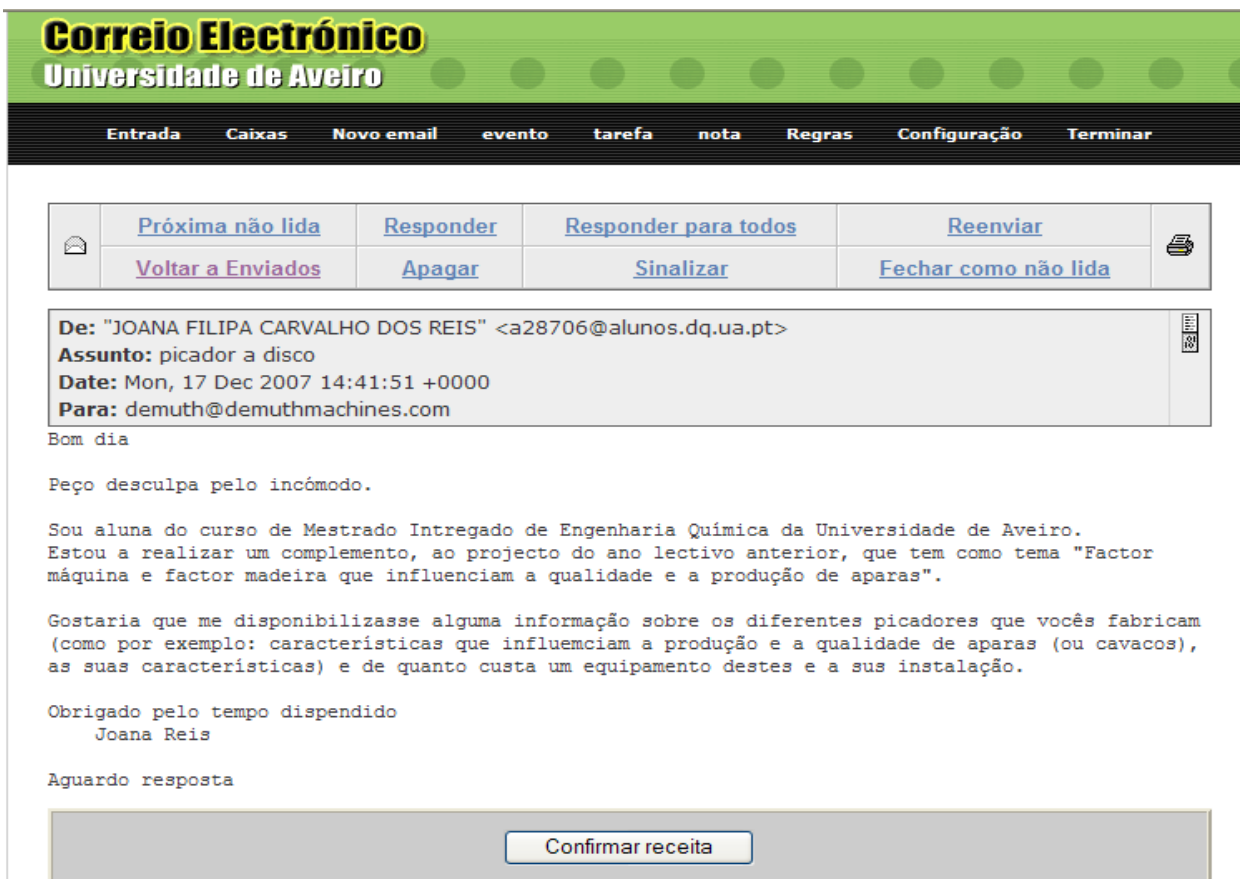 Correio Electrónico
Universidade de Aveiro
Entrada Caixas Novo email evento tarefa nota Regras Configuração Terminar
Próxima não lida Responder Responder para todos Reenviar
Voltar a Enviados Apagar Sinalizar Fechar como não lida
De: "JOANA FILIPA CARVALHO DOS REIS" <a28706@alunos.dq.ua.pt>
Assunto: picador a disco
Date: Mon, 17 Dec 2007 14:41:51 +0000
Para: demuth@demuthmachines.com
Bom dia
Peço desculpa pelo incómodo.
Sou aluna do curso de Mestrado Intregado de Engenharia Química da Universidade de Aveiro.
Estou a realizar um complemento, ao projecto do ano lectivo anterior, que tem como tema "Factor
máquina e factor madeira que influenciam a qualidade e a produção de aparas".
Gostaria que me disponibilizasse alguma informação sobre os diferentes picadores que vocês fabricam
(como por exemplo: características que influemciam a produção e a qualidade de aparas (ou cavacos),
as suas características) e de quanto custa um equipamento destes e a sus instalação.
Obrigado pelo tempo dispendido
Joana Reis
Aguardo resposta
Confirmar receita